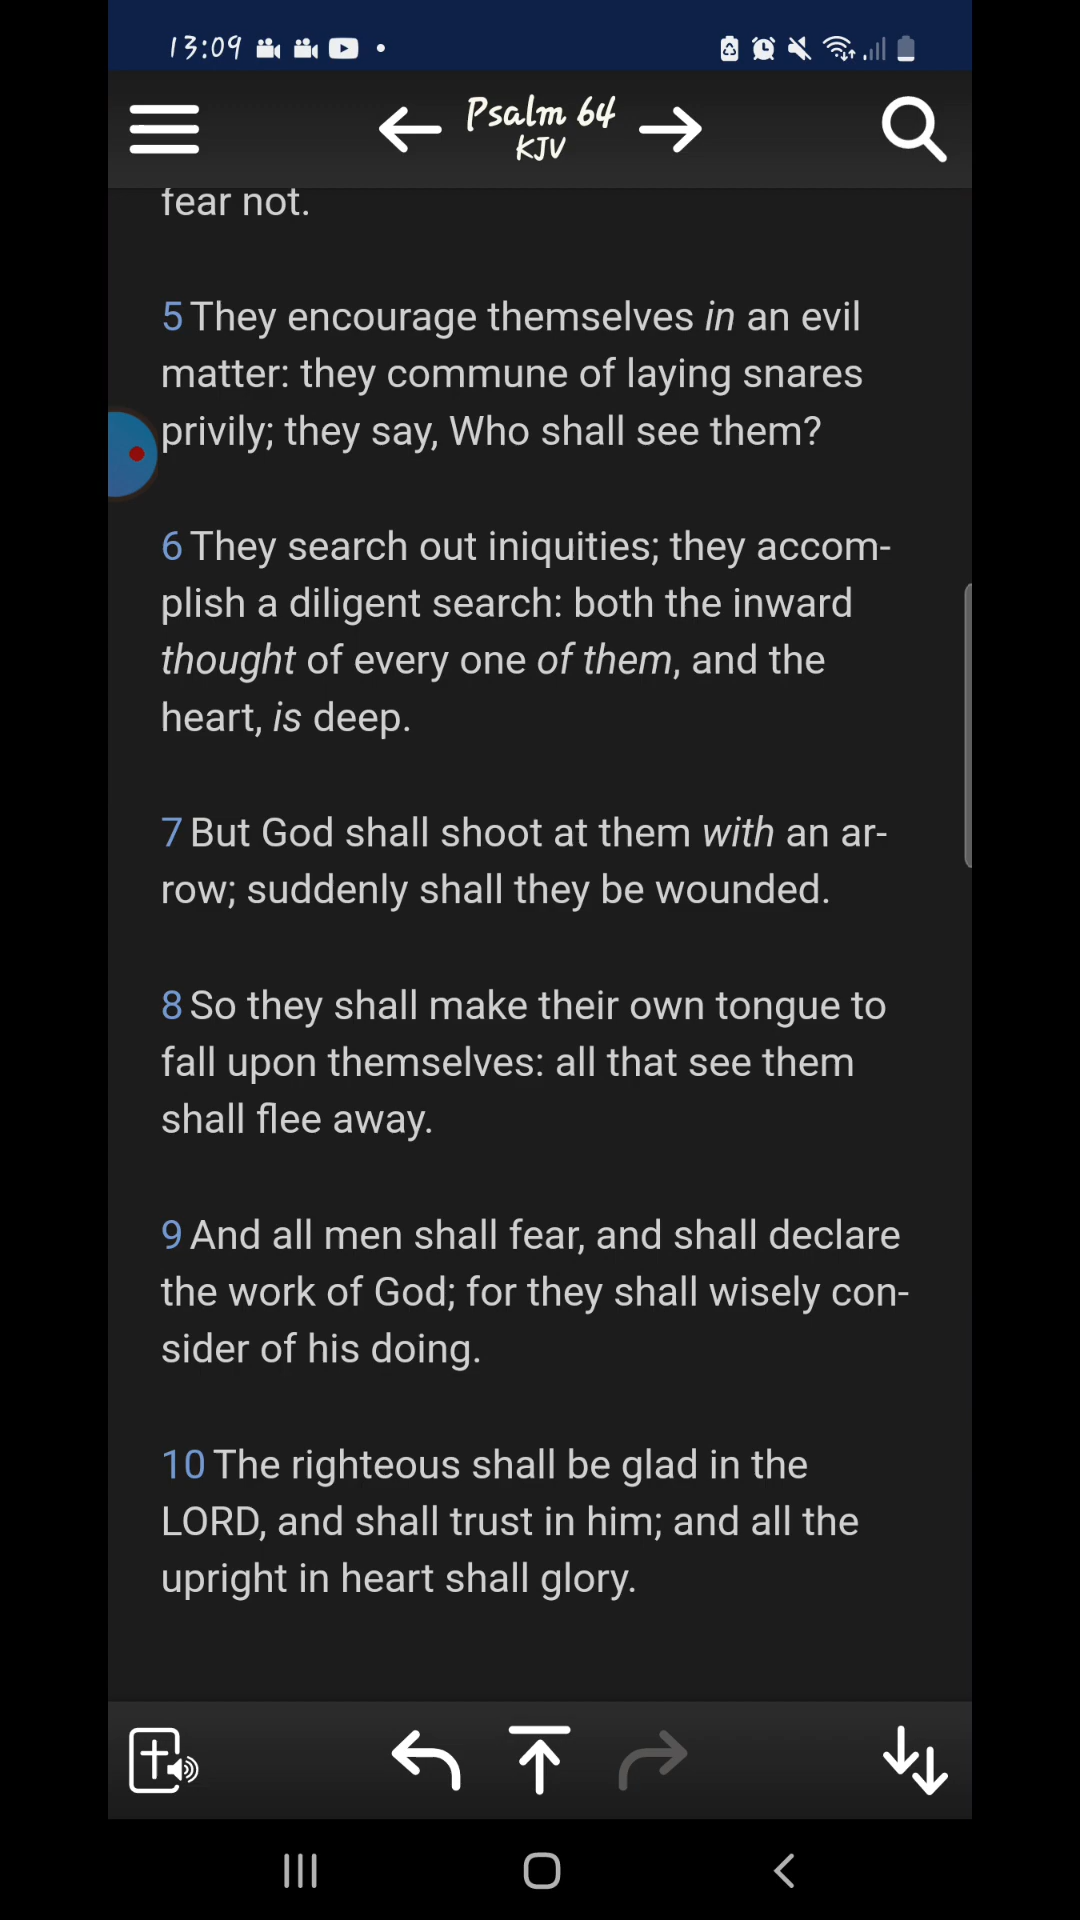 13:09
Psalm 64
KJV
fear not.
5 They encourage themselves in an evil
matter: they commune of laying snares
privily; they say, Who shall see them?
6 They search out iniquities; they accom-
plish a diligent search: both the inward
thought of every one of them, and the
heart, is deep.
7 But God shall shoot at them with an ar-
row; suddenly shall they be wounded.
8 So they shall make their own tongue to
fall upon themselves: all that see them
shall flee away.
9 And all men shall fear, and shall declare
the work of God; for they shall wisely con-
sider of his doing.
10 The righteous shall be glad in the
LORD, and shall trust in him; and all the
upright in heart shall glory.